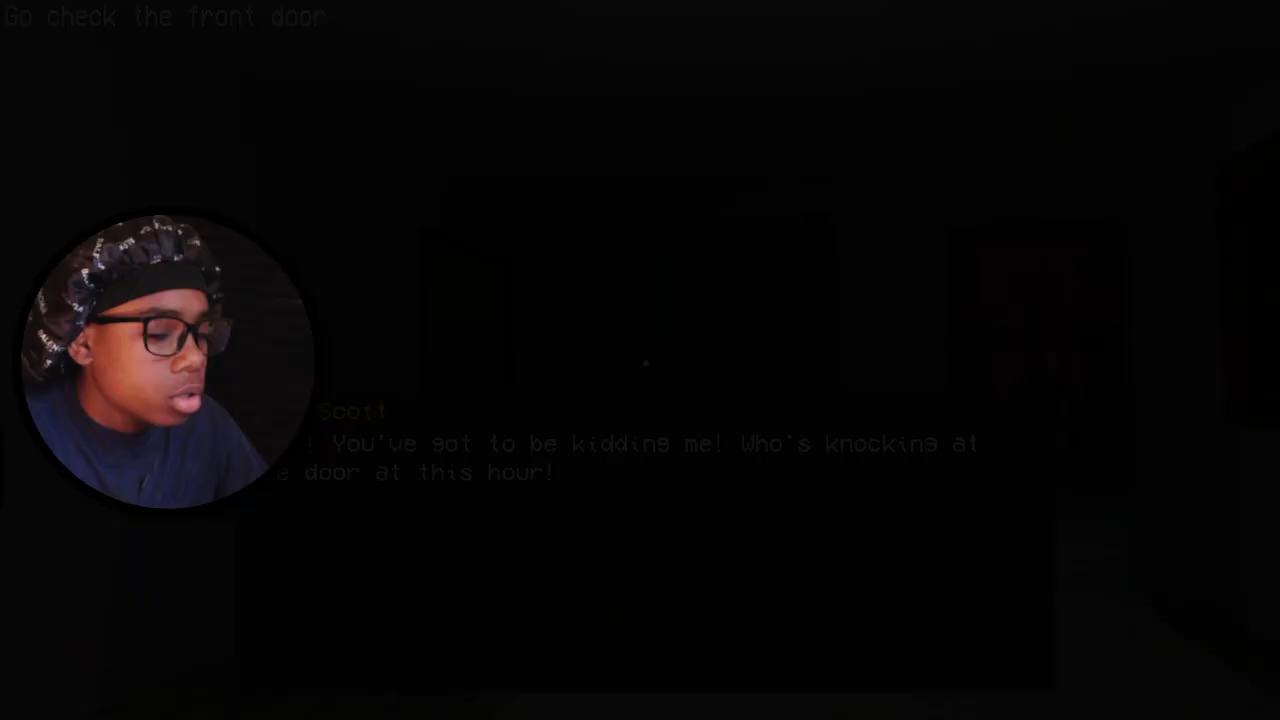 Go check the front door
Scott
! You've got to be kidding me! Who's knocking at
door at this hour!